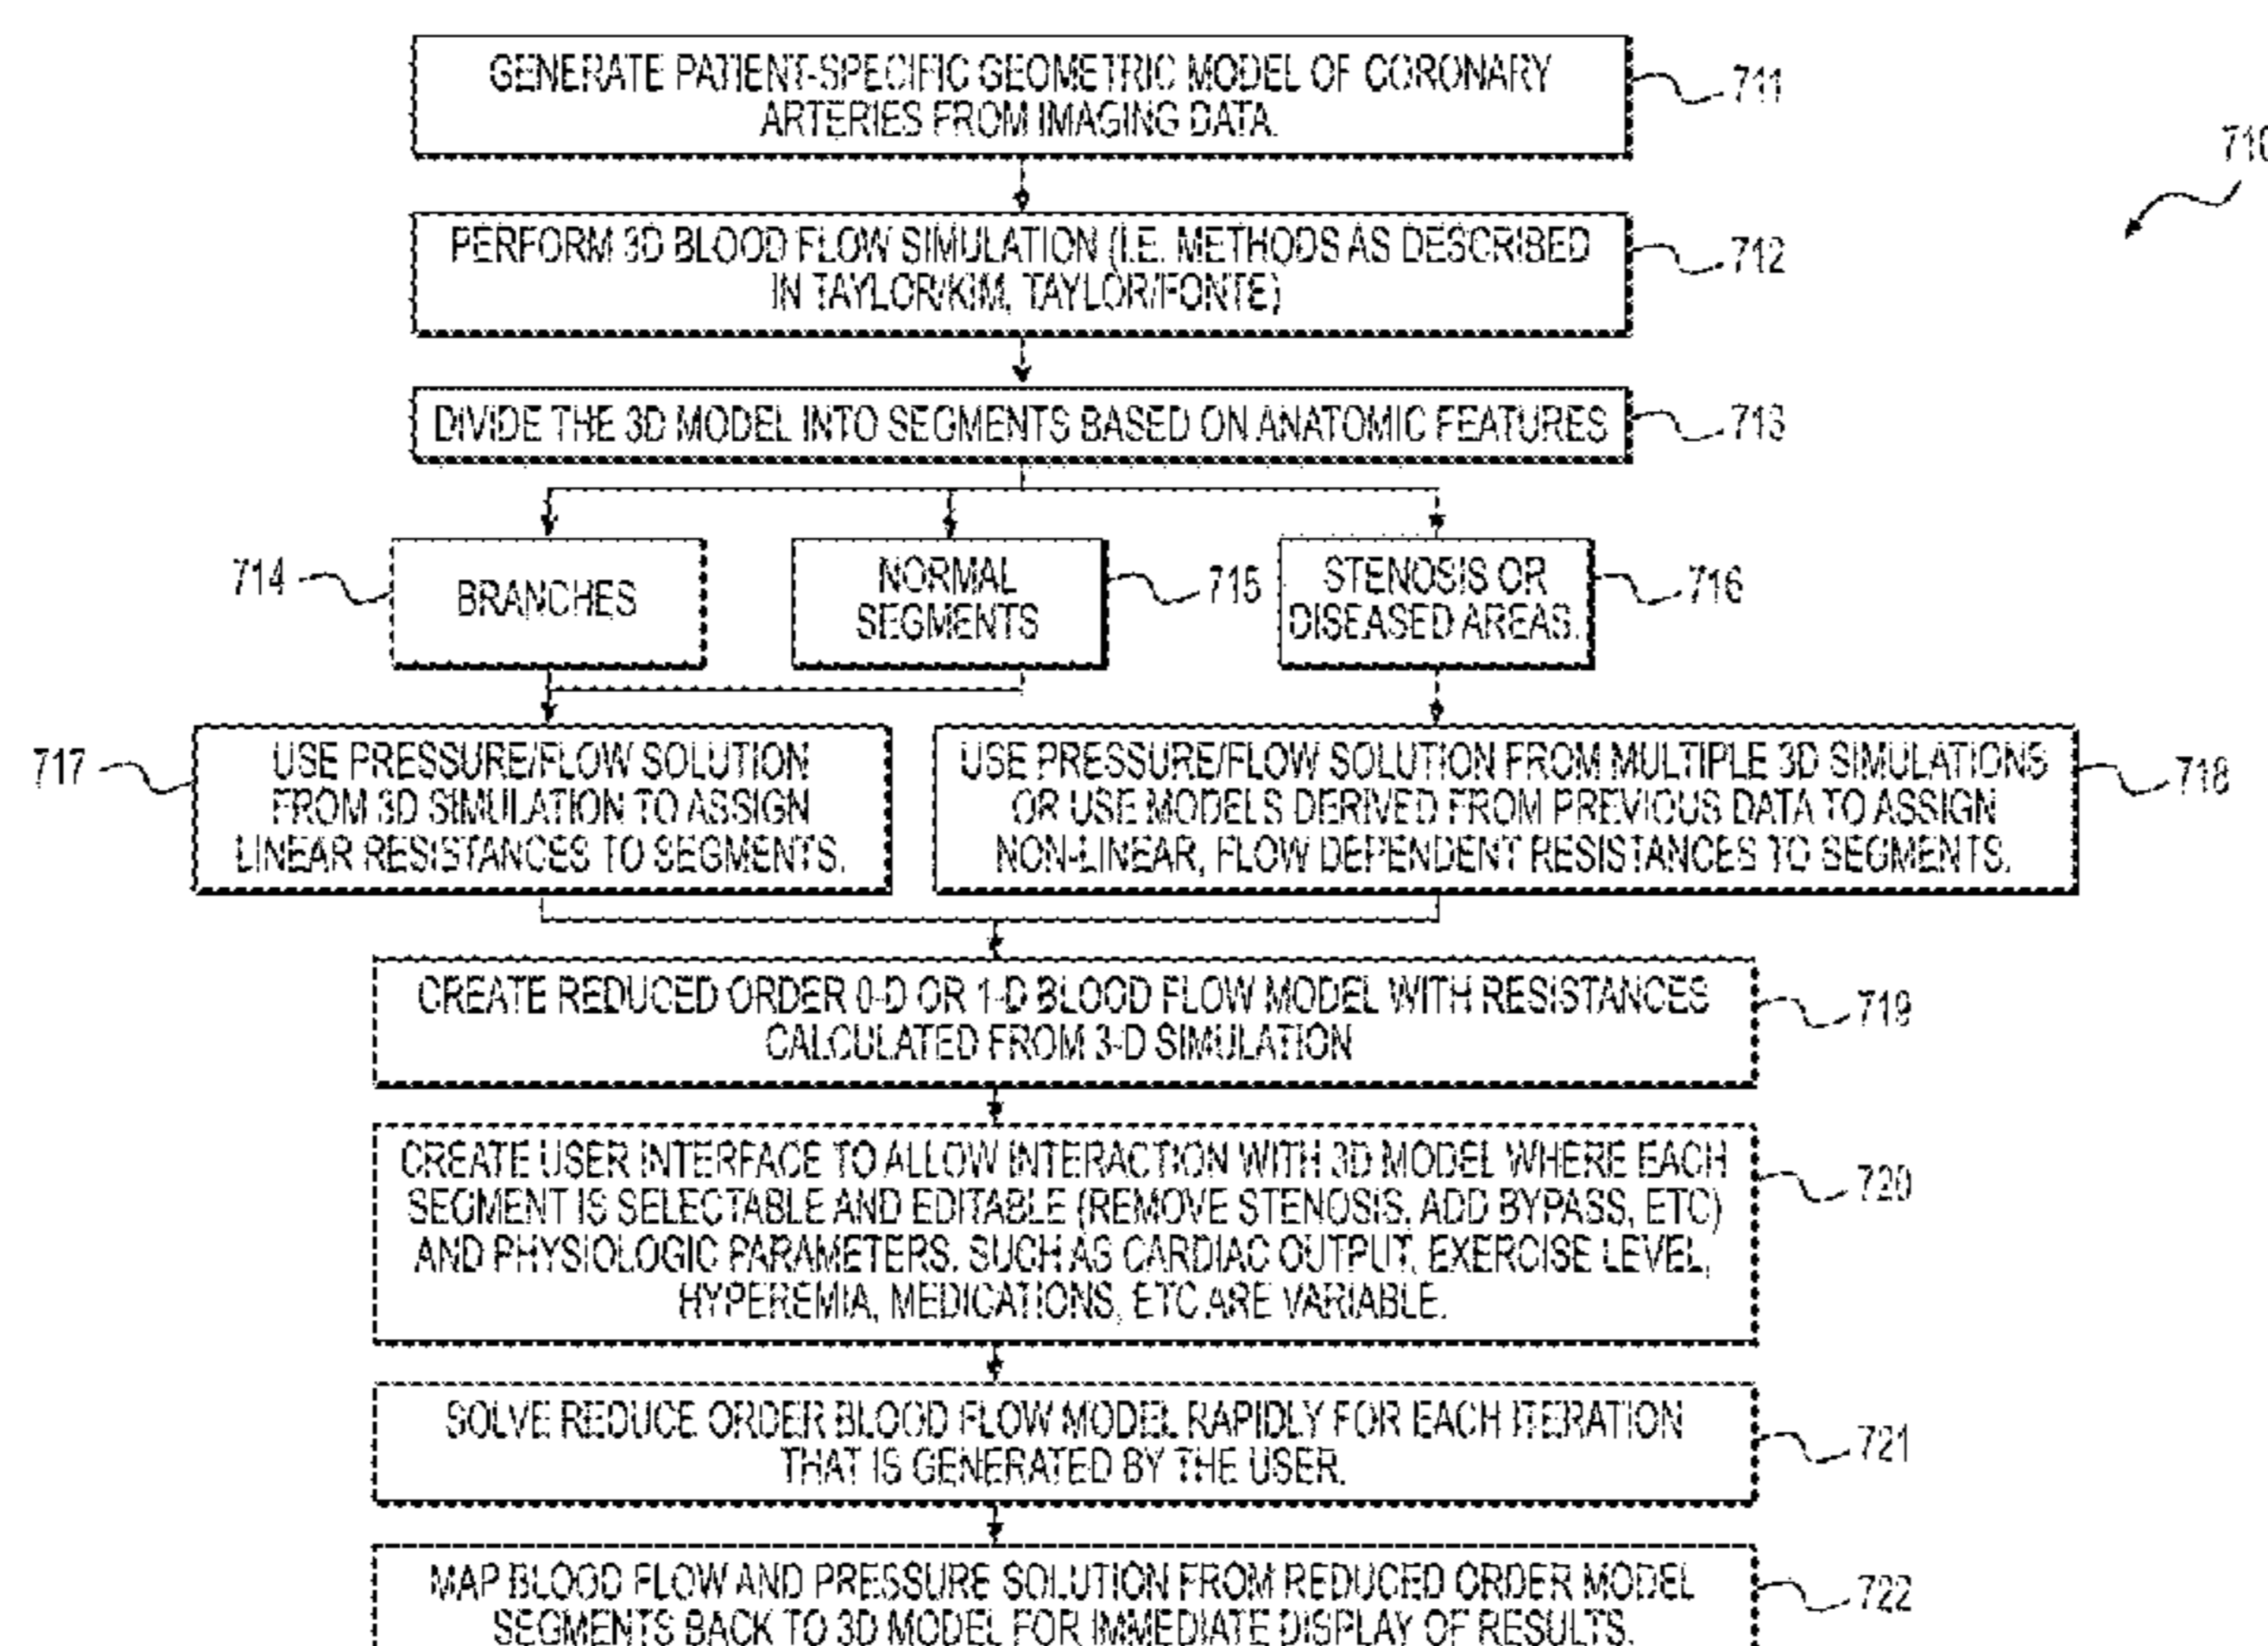 GENERATE PATIENT-SPECIFIC GEOMETRIC MODEL OF CORONARY
ARTERIES FROM IMAGING DATA.
711
710
PERFORM 3D BLOOD FLOW SIMULATION (I.E. METHODS AS DESCRIBED
IN TAYLOR/KIM, TAYLOR/FONTE)
712
DIVIDE THE 3D MODEL INTO SEGMENTS BASED ON ANATOMIC FEATURES
713
714
BRANCHES
NORMAL
SEGMENTS
715
STENOSIS OR
DISEASED AREAS.
716
717
USE PRESSURE/FLOW SOLUTION
FROM 3D SIMULATION TO ASSIGN
LINEAR RESISTANCES TO SEGMENTS.
USE PRESSURE/FLOW SOLUTION FROM MULTIPLE 3D SIMULATIONS
OR USE MODELS DERIVED FROM PREVIOUS DATA TO ASSIGN
NON-LINEAR, FLOW DEPENDENT RESISTANCES TO SEGMENTS.
718
CREATE REDUCED ORDER 0-D OR 1-D BLOOD FLOW MODEL WITH RESISTANCES
CALCULATED FROM 3-D SIMULATION
719
CREATE USER INTERFACE TO ALLOW INTERACTION WITH 3D MODEL WHERE EACH
SEGMENT IS SELECTABLE AND EDITABLE (REMOVE STENOSIS, ADD BYPASS, ETC)
AND PHYSIOLOGIC PARAMETERS, SUCH AS CARDIAC OUTPUT, EXERCISE LEVEL,
HYPEREMIA, MEDICATIONS, ETC ARE VARIABLE.
720
SOLVE REDUCE ORDER BLOOD FLOW MODEL RAPIDLY FOR EACH ITERATION
THAT IS GENERATED BY THE USER.
721
MAP BLOOD FLOW AND PRESSURE SOLUTION FROM REDUCED ORDER MODEL
SEGMENTS BACK TO 3D MODEL FOR IMMEDIATE DISPLAY OF RESULTS.
722